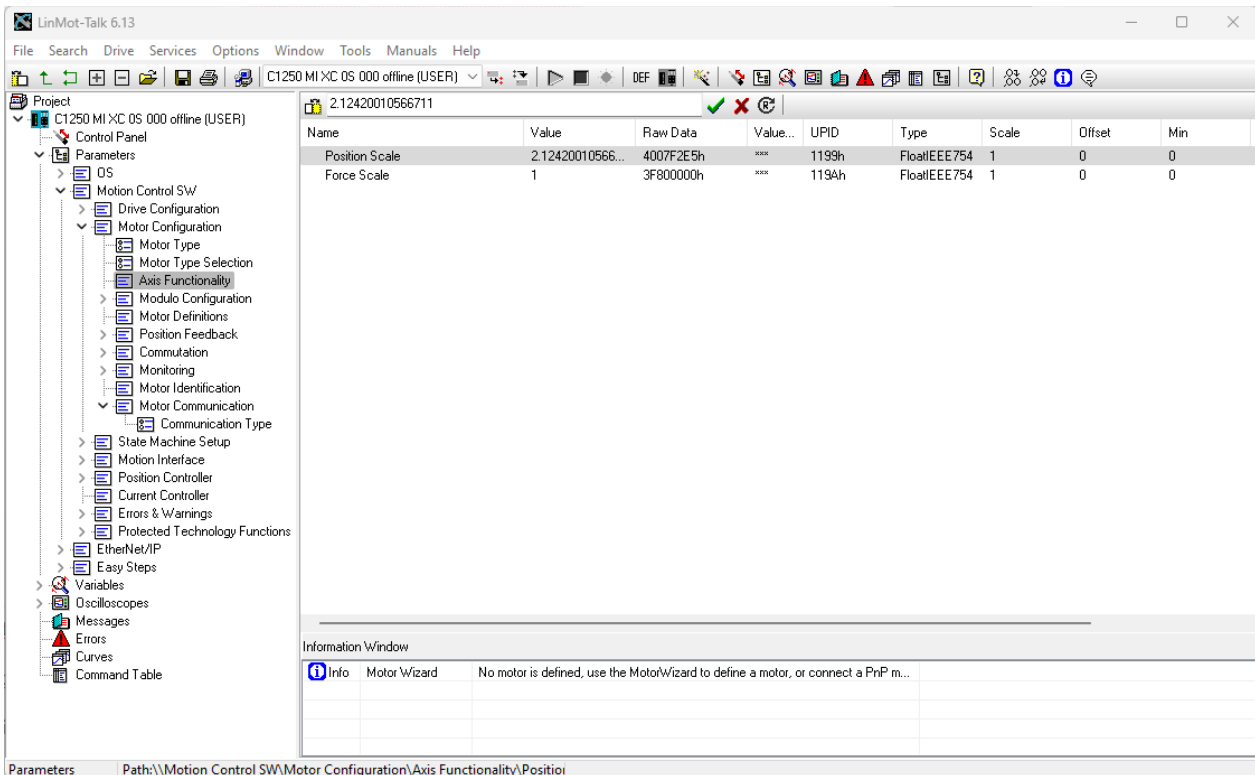 LinMot-Talk 6.13
File Search Drive Services Options Window Tools Manuals Help
C1250 MI XC 0S 000 offline (USER) DEF
Project
C1250 MI XC 0S 000 offline (USER)
Control Panel
Parameters
OS
Motion Control SW
Drive Configuration
Motor Configuration
Motor Type
Motor Type Selection
Axis Functionality
Modulo Configuration
Motor Definitions
Position Feedback
Commutation
Monitoring
Motor Identification
Motor Communication
Communication Type
State Machine Setup
Motion Interface
Position Controller
Current Controller
Errors & Warnings
Protected Technology Functions
EtherNet/IP
Easy Steps
Variables
Oscilloscopes
Messages
Errors
Curves
Command Table
2.12420010566711
Name Value Raw Data Value... UPID Type Scale Offset Min
Position Scale 2.12420010566... 4007F2E5h *** 1199h FloatIEEE754 1 0 0
Force Scale 1 3F800000h *** 119Ah FloatIEEE754 1 0 0
Information Window
Info Motor Wizard No motor is defined, use the MotorWizard to define a motor, or connect a PnP m...
Parameters Path:\\Motion Control SW\Motor Configuration\Axis Functionality\Position